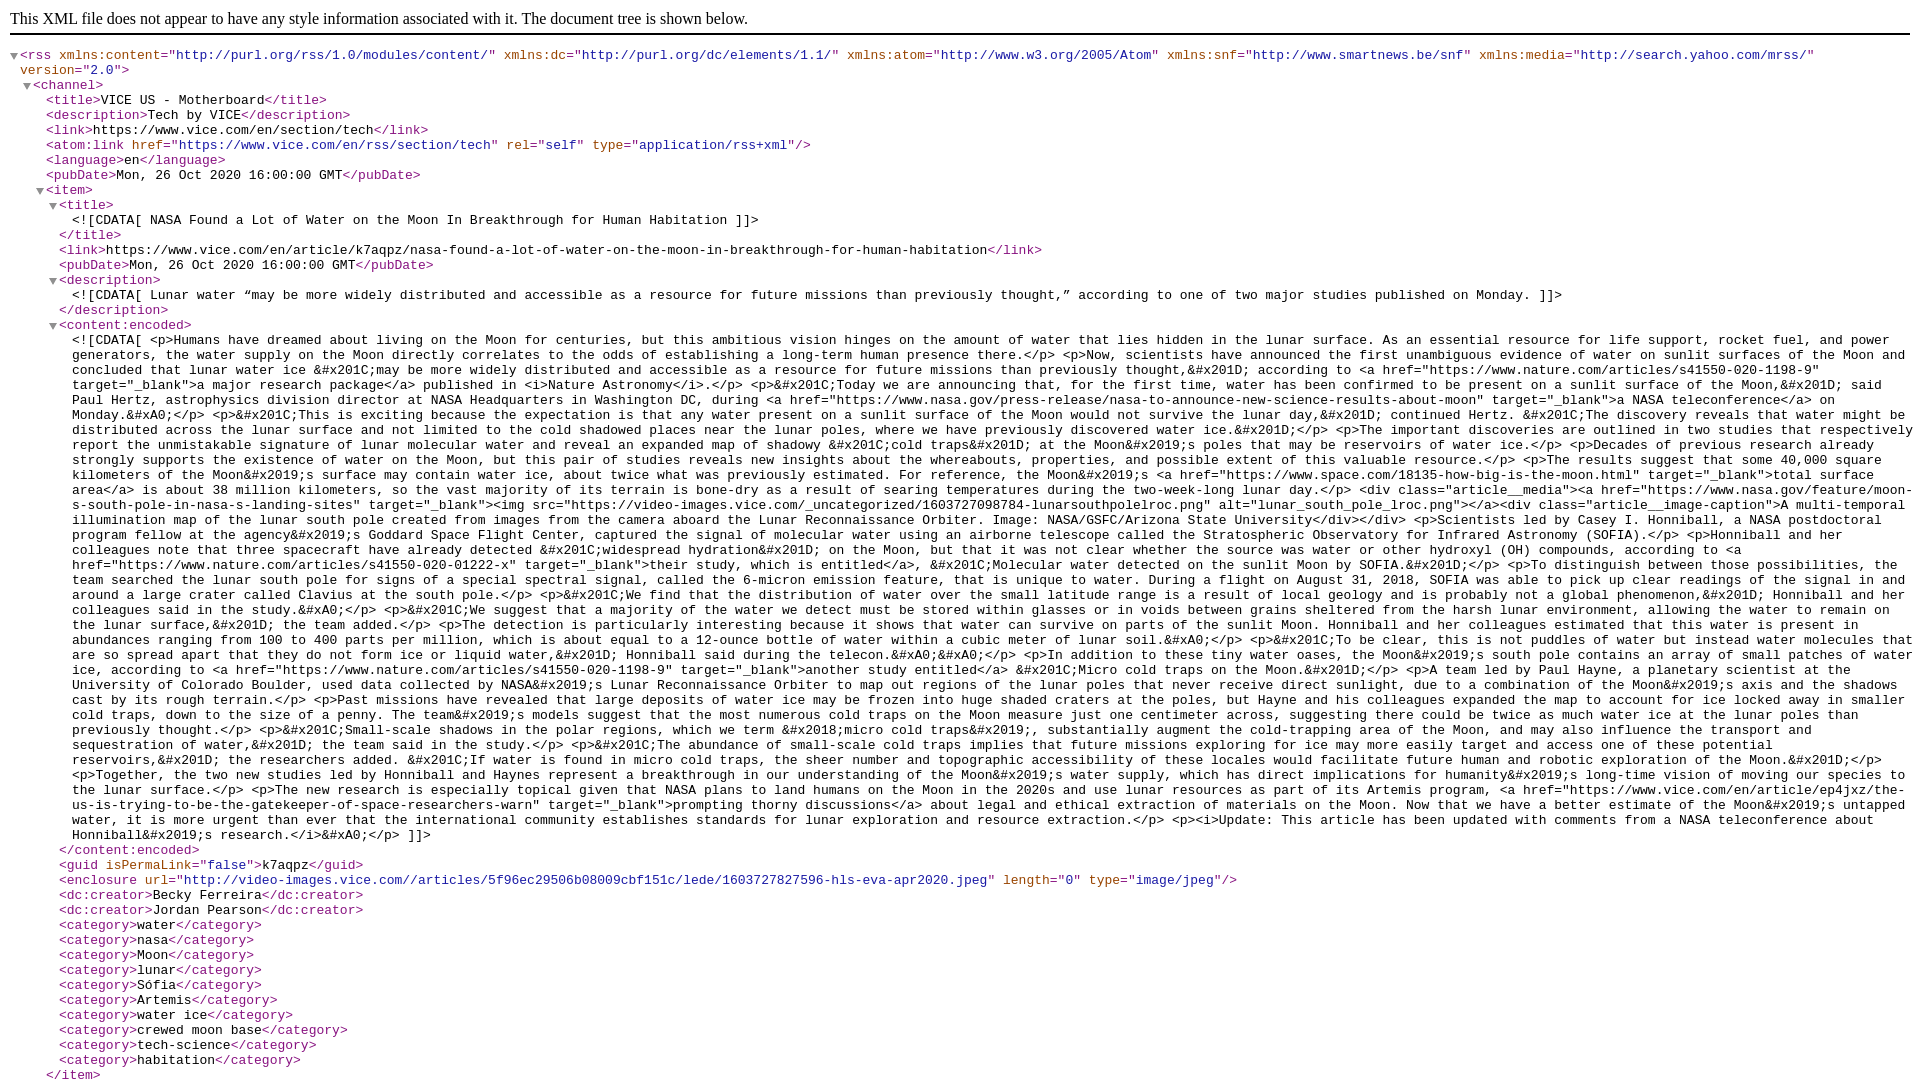 This XML file does not appear to have any style information associated with it. The document tree is shown below.
<rss xmlns:content="http://purl.org/rss/1.0/modules/content/" xmlns:dc="http://purl.org/dc/elements/1.1/" xmlns:atom="http://www.w3.org/2005/Atom" xmlns:snf="http://www.smartnews.be/snf" xmlns:media="http://search.yahoo.com/mrss/"
version="2.0">
<channel>
<title>VICE US - Motherboard</title>
<description>Tech by VICE</description>
<link>https://www.vice.com/en/section/tech</link>
<atom:link href="https://www.vice.com/en/rss/section/tech" rel="self" type="application/rss+xml"/>
<language>en</language>
<pubDate>Mon, 26 Oct 2020 16:00:00 GMT</pubDate>
<item>
<title>
<![CDATA[ NASA Found a Lot of Water on the Moon In Breakthrough for Human Habitation ]]>
</title>
<link>https://www.vice.com/en/article/k7aqpz/nasa-found-a-lot-of-water-on-the-moon-in-breakthrough-for-human-habitation</link>
<pubDate>Mon, 26 Oct 2020 16:00:00 GMT</pubDate>
<description>
<![CDATA[ Lunar water “may be more widely distributed and accessible as a resource for future missions than previously thought,” according to one of two major studies published on Monday. ]]>
</description>
<content:encoded>
<![CDATA[ <p>Humans have dreamed about living on the Moon for centuries, but this ambitious vision hinges on the amount of water that lies hidden in the lunar surface. As an essential resource for life support, rocket fuel, and power
generators, the water supply on the Moon directly correlates to the odds of establishing a long-term human presence there.</p> <p>Now, scientists have announced the first unambiguous evidence of water on sunlit surfaces of the Moon and
concluded that lunar water ice &#x201C;may be more widely distributed and accessible as a resource for future missions than previously thought,&#x201D; according to <a href="https://www.nature.com/articles/s41550-020-1198-9"
target="_blank">a major research package</a> published in <i>Nature Astronomy</i>.</p> <p>&#x201C;Today we are announcing that, for the first time, water has been confirmed to be present on a sunlit surface of the Moon,&#x201D; said
Paul Hertz, astrophysics division director at NASA Headquarters in Washington DC, during <a href="https://www.nasa.gov/press-release/nasa-to-announce-new-science-results-about-moon" target="_blank">a NASA teleconference</a> on
Monday.&#xA0;</p> <p>&#x201C;This is exciting because the expectation is that any water present on a sunlit surface of the Moon would not survive the lunar day,&#x201D; continued Hertz. &#x201C;The discovery reveals that water might be
distributed across the lunar surface and not limited to the cold shadowed places near the lunar poles, where we have previously discovered water ice.&#x201D;</p> <p>The important discoveries are outlined in two studies that respectively
report the unmistakable signature of lunar molecular water and reveal an expanded map of shadowy &#x201C;cold traps&#x201D; at the Moon&#x2019;s poles that may be reservoirs of water ice.</p> <p>Decades of previous research already
strongly supports the existence of water on the Moon, but this pair of studies reveals new insights about the whereabouts, properties, and possible extent of this valuable resource.</p> <p>The results suggest that some 40,000 square
kilometers of the Moon&#x2019;s surface may contain water ice, about twice what was previously estimated. For reference, the Moon&#x2019;s <a href="https://www.space.com/18135-how-big-is-the-moon.html" target="_blank">total surface
area</a> is about 38 million kilometers, so the vast majority of its terrain is bone-dry as a result of searing temperatures during the two-week-long lunar day.</p> <div class="article__media"><a href="https://www.nasa.gov/feature/moon-
s-south-pole-in-nasa-s-landing-sites" target="_blank"><img src="https://video-images.vice.com/_uncategorized/1603727098784-lunarsouthpolelroc.png" alt="lunar_south_pole_lroc.png"></a><div class="article__image-caption">A multi-temporal
illumination map of the lunar south pole created from images from the camera aboard the Lunar Reconnaissance Orbiter. Image: NASA/GSFC/Arizona State University</div></div> <p>Scientists led by Casey I. Honniball, a NASA postdoctoral
program fellow at the agency&#x2019;s Goddard Space Flight Center, captured the signal of molecular water using an airborne telescope called the Stratospheric Observatory for Infrared Astronomy (SOFIA).</p> <p>Honniball and her
colleagues note that three spacecraft have already detected &#x201C;widespread hydration&#x201D; on the Moon, but that it was not clear whether the source was water or other hydroxyl (OH) compounds, according to <a
href="https://www.nature.com/articles/s41550-020-01222-x" target="_blank">their study, which is entitled</a>, &#x201C;Molecular water detected on the sunlit Moon by SOFIA.&#x201D;</p> <p>To distinguish between those possibilities, the
team searched the lunar south pole for signs of a special spectral signal, called the 6-micron emission feature, that is unique to water. During a flight on August 31, 2018, SOFIA was able to pick up clear readings of the signal in and
around a large crater called Clavius at the south pole.</p> <p>&#x201C;We find that the distribution of water over the small latitude range is a result of local geology and is probably not a global phenomenon,&#x201D; Honniball and her
colleagues said in the study.&#xA0;</p> <p>&#x201C;We suggest that a majority of the water we detect must be stored within glasses or in voids between grains sheltered from the harsh lunar environment, allowing the water to remain on
the lunar surface,&#x201D; the team added.</p> <p>The detection is particularly interesting because it shows that water can survive on parts of the sunlit Moon. Honniball and her colleagues estimated that this water is present in
abundances ranging from 100 to 400 parts per million, which is about equal to a 12-ounce bottle of water within a cubic meter of lunar soil.&#xA0;</p> <p>&#x201C;To be clear, this is not puddles of water but instead water molecules that
are so spread apart that they do not form ice or liquid water,&#x201D; Honniball said during the telecon.&#xA0;&#xA0;</p> <p>In addition to these tiny water oases, the Moon&#x2019;s south pole contains an array of small patches of water
ice, according to <a href="https://www.nature.com/articles/s41550-020-1198-9" target="_blank">another study entitled</a> &#x201C;Micro cold traps on the Moon.&#x201D;</p> <p>A team led by Paul Hayne, a planetary scientist at the
University of Colorado Boulder, used data collected by NASA&#x2019;s Lunar Reconnaissance Orbiter to map out regions of the lunar poles that never receive direct sunlight, due to a combination of the Moon&#x2019;s axis and the shadows
cast by its rough terrain.</p> <p>Past missions have revealed that large deposits of water ice may be frozen into huge shaded craters at the poles, but Hayne and his colleagues expanded the map to account for ice locked away in smaller
cold traps, down to the size of a penny. The team&#x2019;s models suggest that the most numerous cold traps on the Moon measure just one centimeter across, suggesting there could be twice as much water ice at the lunar poles than
previously thought.</p> <p>&#x201C;Small-scale shadows in the polar regions, which we term &#x2018;micro cold traps&#x2019;, substantially augment the cold-trapping area of the Moon, and may also influence the transport and
sequestration of water,&#x201D; the team said in the study.</p> <p>&#x201C;The abundance of small-scale cold traps implies that future missions exploring for ice may more easily target and access one of these potential
reservoirs,&#x201D; the researchers added. &#x201C;If water is found in micro cold traps, the sheer number and topographic accessibility of these locales would facilitate future human and robotic exploration of the Moon.&#x201D;</p>
<p>Together, the two new studies led by Honniball and Haynes represent a breakthrough in our understanding of the Moon&#x2019;s water supply, which has direct implications for humanity&#x2019;s long-time vision of moving our species to
the lunar surface.</p> <p>The new research is especially topical given that NASA plans to land humans on the Moon in the 2020s and use lunar resources as part of its Artemis program, <a href="https://www.vice.com/en/article/ep4jxz/the-
us-is-trying-to-be-the-gatekeeper-of-space-researchers-warn" target="_blank">prompting thorny discussions</a> about legal and ethical extraction of materials on the Moon. Now that we have a better estimate of the Moon&#x2019;s untapped
water, it is more urgent than ever that the international community establishes standards for lunar exploration and resource extraction.</p> <p><i>Update: This article has been updated with comments from a NASA teleconference about
Honniball&#x2019;s research.</i>&#xA0;</p> ]]>
</content:encoded>
<guid isPermaLink="false">k7aqpz</guid>
<enclosure url="http://video-images.vice.com//articles/5f96ec29506b08009cbf151c/lede/1603727827596-hls-eva-apr2020.jpeg" length="0" type="image/jpeg"/>
<dc:creator>Becky Ferreira</dc:creator>
<dc:creator>Jordan Pearson</dc:creator>
<category>water</category>
<category>nasa</category>
<category>Moon</category>
<category>lunar</category>
<category>Sófia</category>
<category>Artemis</category>
<category>water ice</category>
<category>crewed moon base</category>
<category>tech-science</category>
<category>habitation</category>
</item>